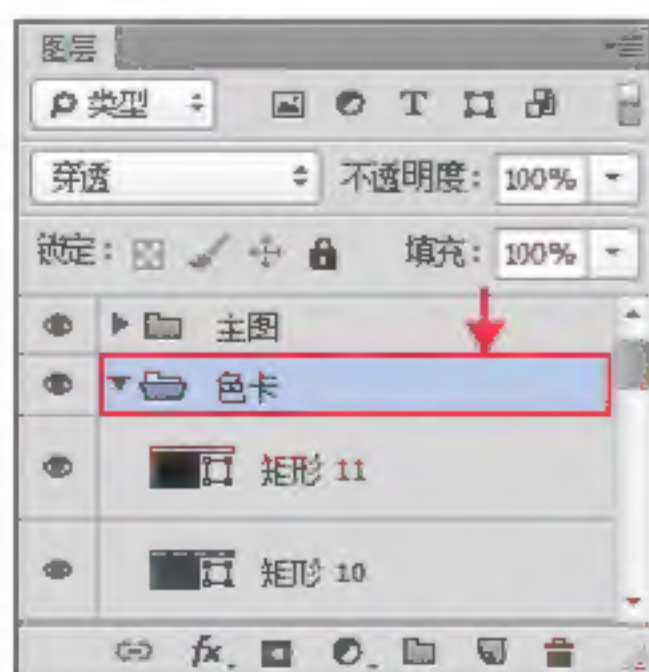 图层
类型
T
穿透 不透明度: 100%
锁定: 填充: 100%
主图
色卡
矩形 11
矩形 10
fx.